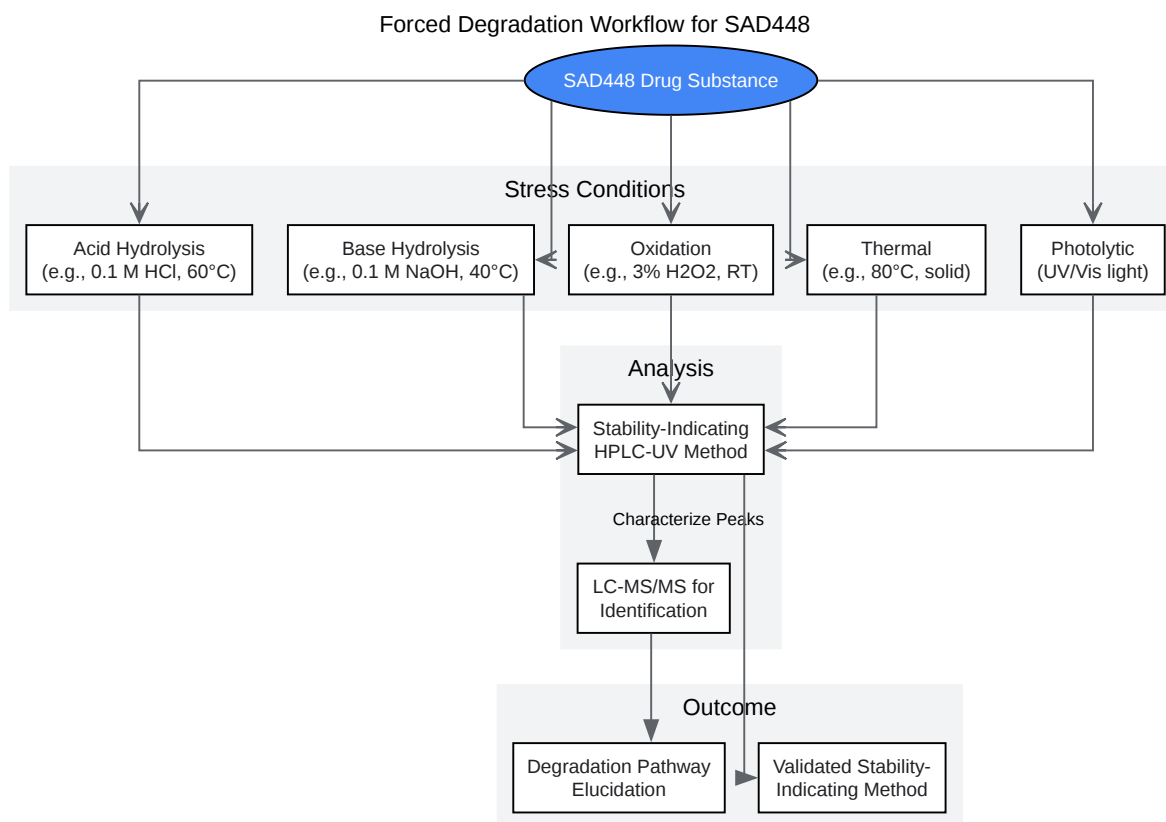 Forced Degradation Workflow for SAD448
SAD448 Drug Substance
Stress Conditions
Acid Hydrolysis
(e.g., 0.1 M HCl, 60°C)
Base Hydrolysis
(e.g., 0.1 M NaOH, 40°C)
Oxidation
(e.g., 3% H2O2, RT)
Thermal
(e.g., 80°C, solid)
Photolytic
(UV/Vis light)
Analysis
Stability-Indicating
HPLC-UV Method
Characterize Peaks
LC-MS/MS for
Identification
Outcome
Degradation Pathway
Elucidation
Validated Stability-
Indicating Method